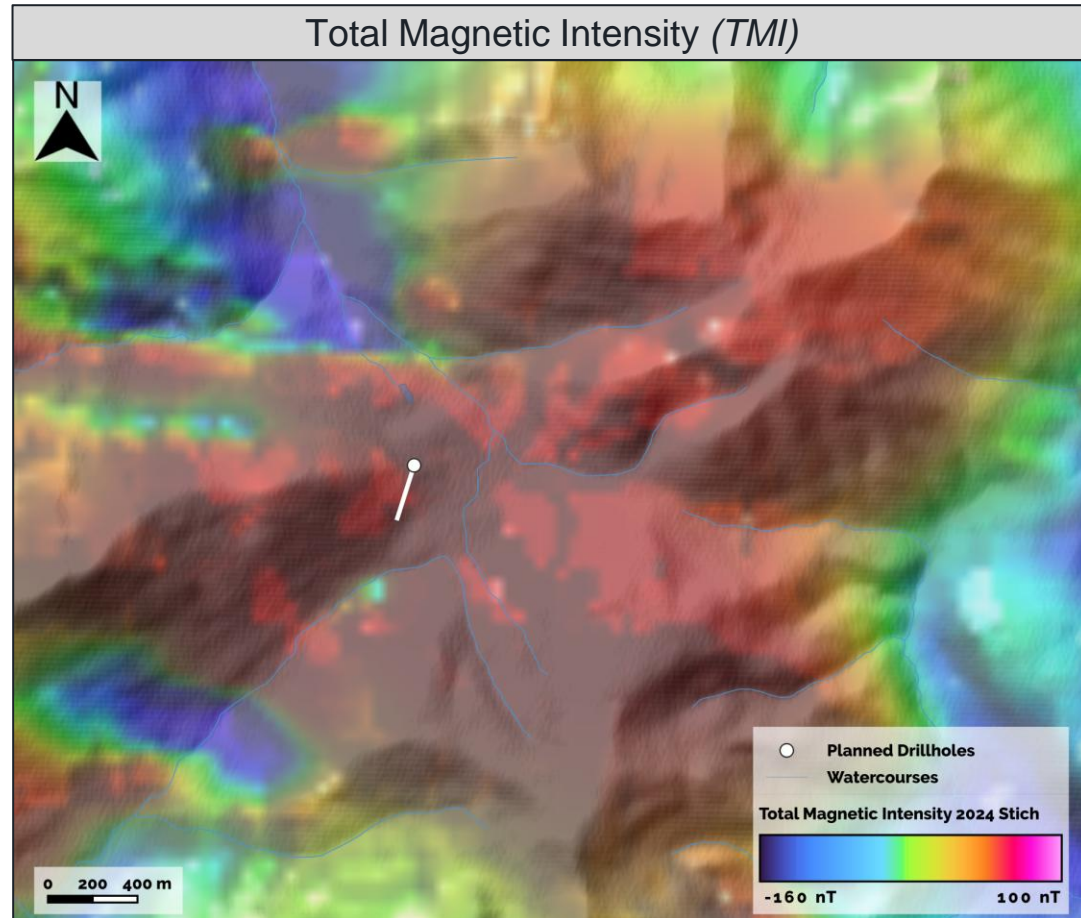 Total Magnetic Intensity (TMI)
N
Planned Drillholes
Watercourses
Total Magnetic Intensity 2024 Stich
-160 nT 100 nT
0 200 400 m